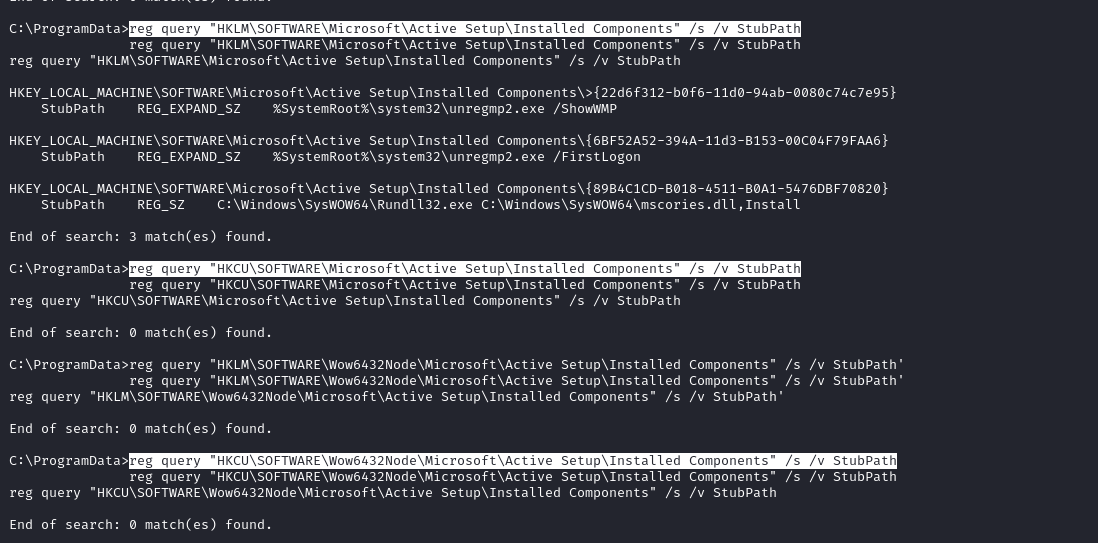 End of search: 0 match(es) found.
C:\ProgramData>reg query "HKLM\SOFTWARE\Microsoft\Active Setup\Installed Components" /s /v StubPath
reg query "HKLM\SOFTWARE\Microsoft\Active Setup\Installed Components" /s /v StubPath
reg query "HKLM\SOFTWARE\Microsoft\Active Setup\Installed Components" /s /v StubPath
HKEY_LOCAL_MACHINE\SOFTWARE\Microsoft\Active Setup\Installed Components\>{22d6f312-b0f6-11d0-94ab-0080c74c7e95}
StubPath    REG_EXPAND_SZ    %SystemRoot%\system32\unregmp2.exe /ShowWMP
HKEY_LOCAL_MACHINE\SOFTWARE\Microsoft\Active Setup\Installed Components\{6BF52A52-394A-11d3-B153-00C04F79FAA6}
StubPath    REG_EXPAND_SZ    %SystemRoot%\system32\unregmp2.exe /FirstLogon
HKEY_LOCAL_MACHINE\SOFTWARE\Microsoft\Active Setup\Installed Components\{89B4C1CD-B018-4511-B0A1-5476DBF70820}
StubPath    REG_SZ    C:\Windows\SysWOW64\Rundll32.exe C:\Windows\SysWOW64\mscories.dll,Install
End of search: 3 match(es) found.
C:\ProgramData>reg query "HKCU\SOFTWARE\Microsoft\Active Setup\Installed Components" /s /v StubPath
reg query "HKCU\SOFTWARE\Microsoft\Active Setup\Installed Components" /s /v StubPath
reg query "HKCU\SOFTWARE\Microsoft\Active Setup\Installed Components" /s /v StubPath
End of search: 0 match(es) found.
C:\ProgramData>reg query "HKLM\SOFTWARE\Wow6432Node\Microsoft\Active Setup\Installed Components" /s /v StubPath'
reg query "HKLM\SOFTWARE\Wow6432Node\Microsoft\Active Setup\Installed Components" /s /v StubPath'
reg query "HKLM\SOFTWARE\Wow6432Node\Microsoft\Active Setup\Installed Components" /s /v StubPath'
End of search: 0 match(es) found.
C:\ProgramData>reg query "HKCU\SOFTWARE\Wow6432Node\Microsoft\Active Setup\Installed Components" /s /v StubPath
reg query "HKCU\SOFTWARE\Wow6432Node\Microsoft\Active Setup\Installed Components" /s /v StubPath
reg query "HKCU\SOFTWARE\Wow6432Node\Microsoft\Active Setup\Installed Components" /s /v StubPath
End of search: 0 match(es) found.